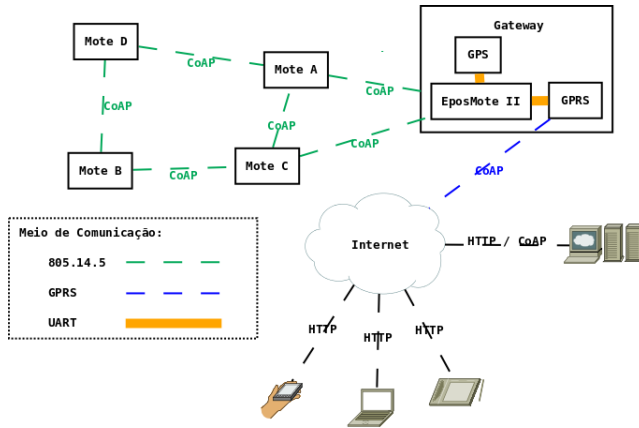 Gateway
GPS
Mote D
CoAP
Mote A
CoAP
EposMote II
GPRS
CoAP
CoAP
CoAP
Mote B
CoAP
Mote C
CoAP
Meio de Comunicação:
805.14.5
GPRS
UART
Internet
HTTP / CoAP
HTTP
HTTP
HTTP